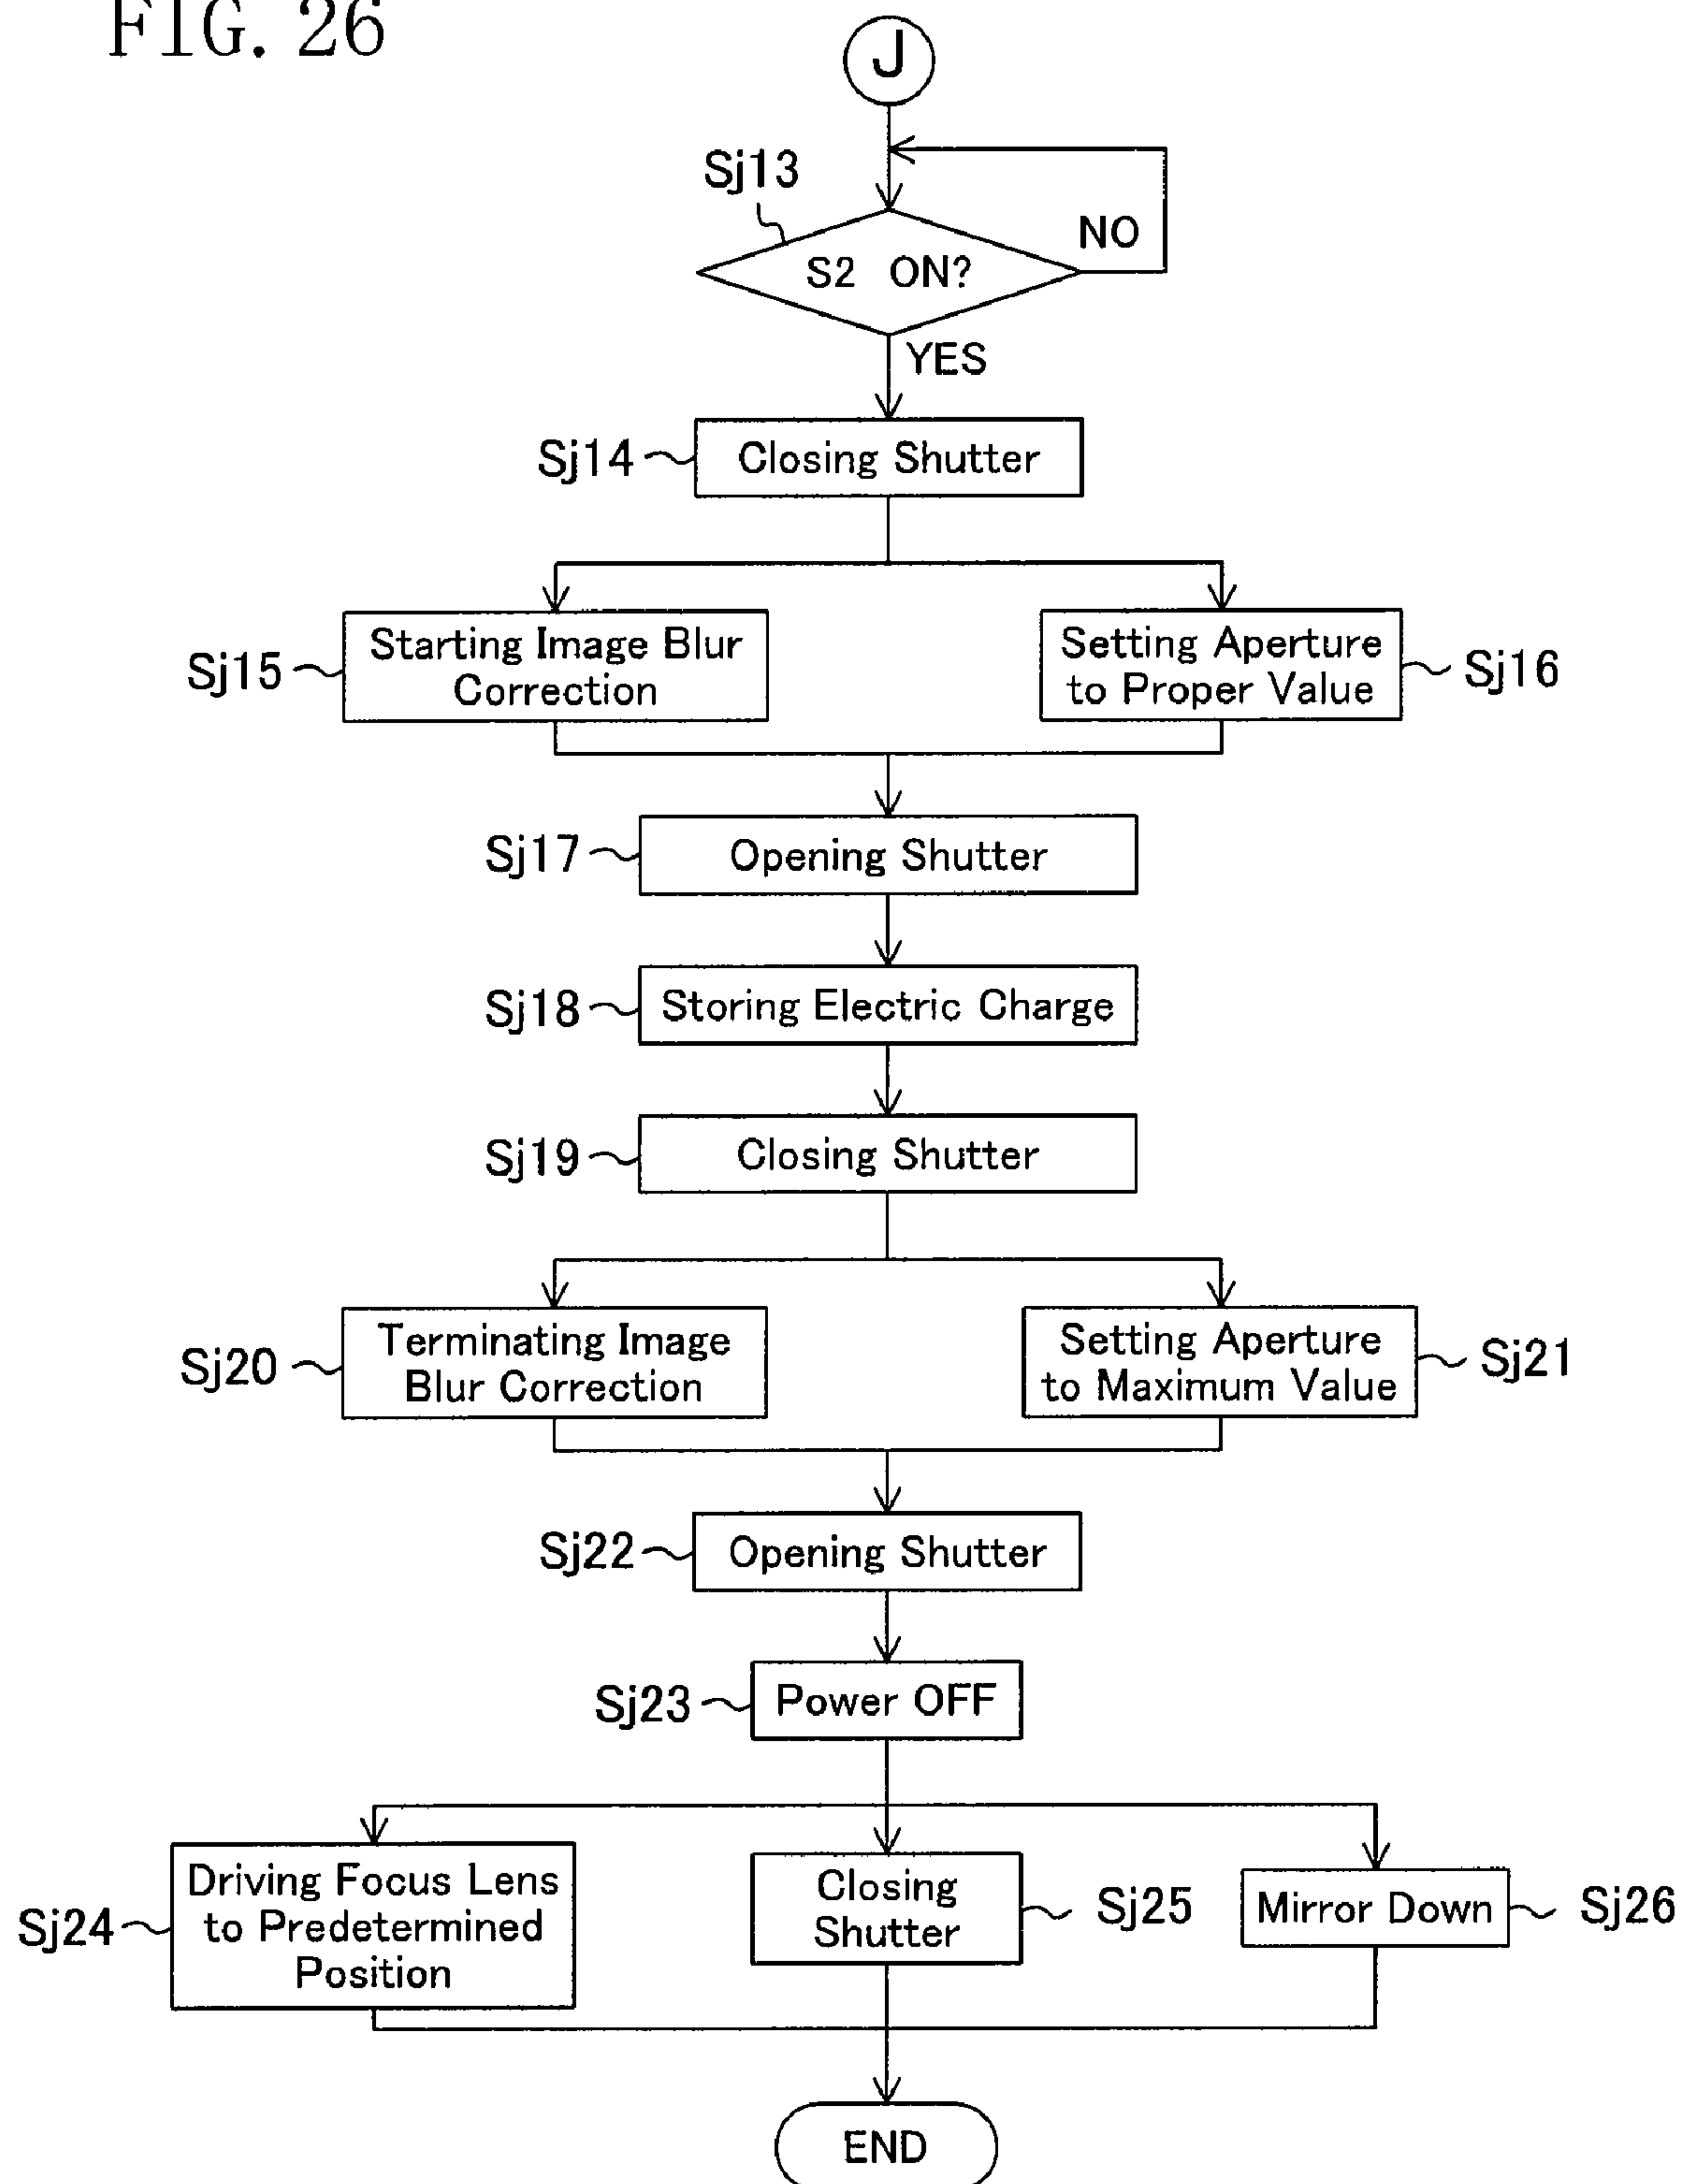 FIG. 26
J
Sj13
NO
S2 ON?
YES
Sj14
Closing Shutter
Sj15
Starting Image Blur
Correction
Setting Aperture
to Proper Value
Sj16
Sj17
Opening Shutter
Sj18
Storing Electric Charge
Sj19
Closing Shutter
Sj20
Terminating Image
Blur Correction
Setting Aperture
to Maximum Value
Sj21
Sj22
Opening Shutter
Sj23
Power OFF
Sj24
Driving Focus Lens
to Predetermined
Position
Closing
Shutter
Sj25
Mirror Down
Sj26
END